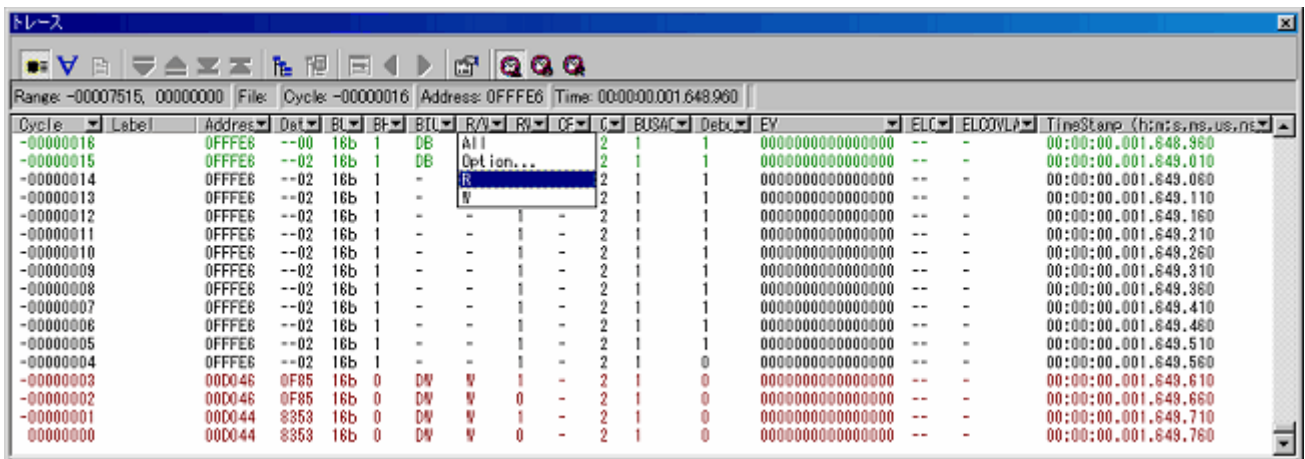 トレース
Range: -00007515, 00000000 File: Cycle: -00000016 Address: 0FFFE6 Time: 00:00:00.001.648.960
Cycle Label Addres Dat BU BH BIU R/W RW CP BUSAC Debu EV ELC ELCOVLA TimeStamp (h:m:s,ms,us,ns
-00000016 0FFFE6 --00 16b 1 DB All 2 1 1 0000000000000000 -- - 00:00:00.001.648.960
-00000015 0FFFE6 --02 16b 1 DB Option... 2 1 1 0000000000000000 -- - 00:00:00.001.649.010
-00000014 0FFFE6 --02 16b 1 - R 2 1 1 0000000000000000 -- - 00:00:00.001.649.060
-00000013 0FFFE6 --02 16b 1 - W 2 1 1 0000000000000000 -- - 00:00:00.001.649.110
-00000012 0FFFE6 --02 16b 1 - - 1 - 2 1 1 0000000000000000 -- - 00:00:00.001.649.160
-00000011 0FFFE6 --02 16b 1 - - 1 - 2 1 1 0000000000000000 -- - 00:00:00.001.649.210
-00000010 0FFFE6 --02 16b 1 - - 1 - 2 1 1 0000000000000000 -- - 00:00:00.001.649.260
-00000009 0FFFE6 --02 16b 1 - - 1 - 2 1 1 0000000000000000 -- - 00:00:00.001.649.310
-00000008 0FFFE6 --02 16b 1 - - 1 - 2 1 1 0000000000000000 -- - 00:00:00.001.649.360
-00000007 0FFFE6 --02 16b 1 - - 1 - 2 1 1 0000000000000000 -- - 00:00:00.001.649.410
-00000006 0FFFE6 --02 16b 1 - - 1 - 2 1 1 0000000000000000 -- - 00:00:00.001.649.460
-00000005 0FFFE6 --02 16b 1 - - 1 - 2 1 1 0000000000000000 -- - 00:00:00.001.649.510
-00000004 0FFFE6 --02 16b 1 - - 1 - 2 1 0 0000000000000000 -- - 00:00:00.001.649.560
-00000003 00D046 0F85 16b 0 DW W 1 - 2 1 0 0000000000000000 -- - 00:00:00.001.649.610
-00000002 00D046 0F85 16b 0 DW W 0 - 2 1 0 0000000000000000 -- - 00:00:00.001.649.660
-00000001 00D044 8353 16b 0 DW W 1 - 2 1 0 0000000000000000 -- - 00:00:00.001.649.710
00000000 00D044 8353 16b 0 DW W 0 - 2 1 0 0000000000000000 -- - 00:00:00.001.649.760